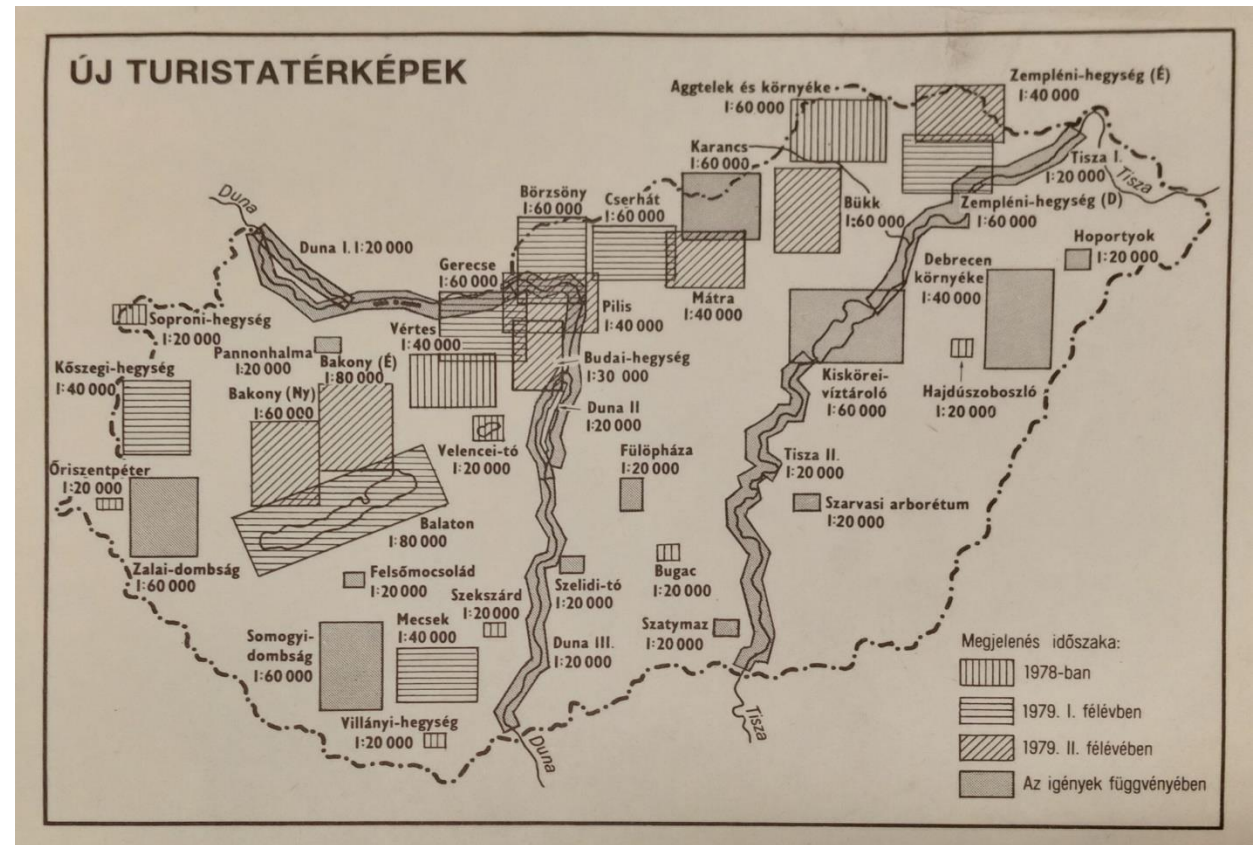 ÚJ TURISTATÉRKÉPEK
Aggtelek és környéke
1:60 000
Zempléni-hegység (É)
1:40 000
Karancs
1:60 000
Tisza I.
1:20 000
Tisza
Duna
Börzsöny
1:60 000
Cserhát
1:60 000
Bükk
1:60 000
Zempléni-hegység (D)
1:60 000
Duna I. 1:20 000
Gerecse
1:60 000
Hoportyok
1:20 000
Debrecen
környéke
1:40 000
Mátra
1:40 000
Pilis
1:40 000
Soproni-hegység
1:20 000
Vértes
1:40 000
Pannonhalma
1:20 000
Bakony (É)
1:80 000
Budai-hegység
1:30 000
Kőszegi-hegység
1:40 000
Bakony (Ny)
1:60 000
Kiskörei-
víztároló
1:60 000
Hajdúszoboszló
1:20 000
Duna II
1:20 000
Velencei-tó
1:20 000
Fülöpháza
1:20 000
Tisza II.
1:20 000
Őriszentpéter
1:20 000
Szarvasi arborétum
1:20 000
Balaton
1:80 000
Zalai-dombság
1:60 000
Felsőmocsolád
1:20 000
Szelidi-tó
1:20 000
Bugac
1:20 000
Szekszárd
1:20 000
Mecsek
1:40 000
Szatymaz
1:20 000
Somogyi-
dombság
1:60 000
Duna III.
1:20 000
Villányi-hegység
1:20 000
Duna
Tisza
Megjelenés időszaka:
1978-ban
1979. I. félévben
1979. II. félévében
Az igények függvényében